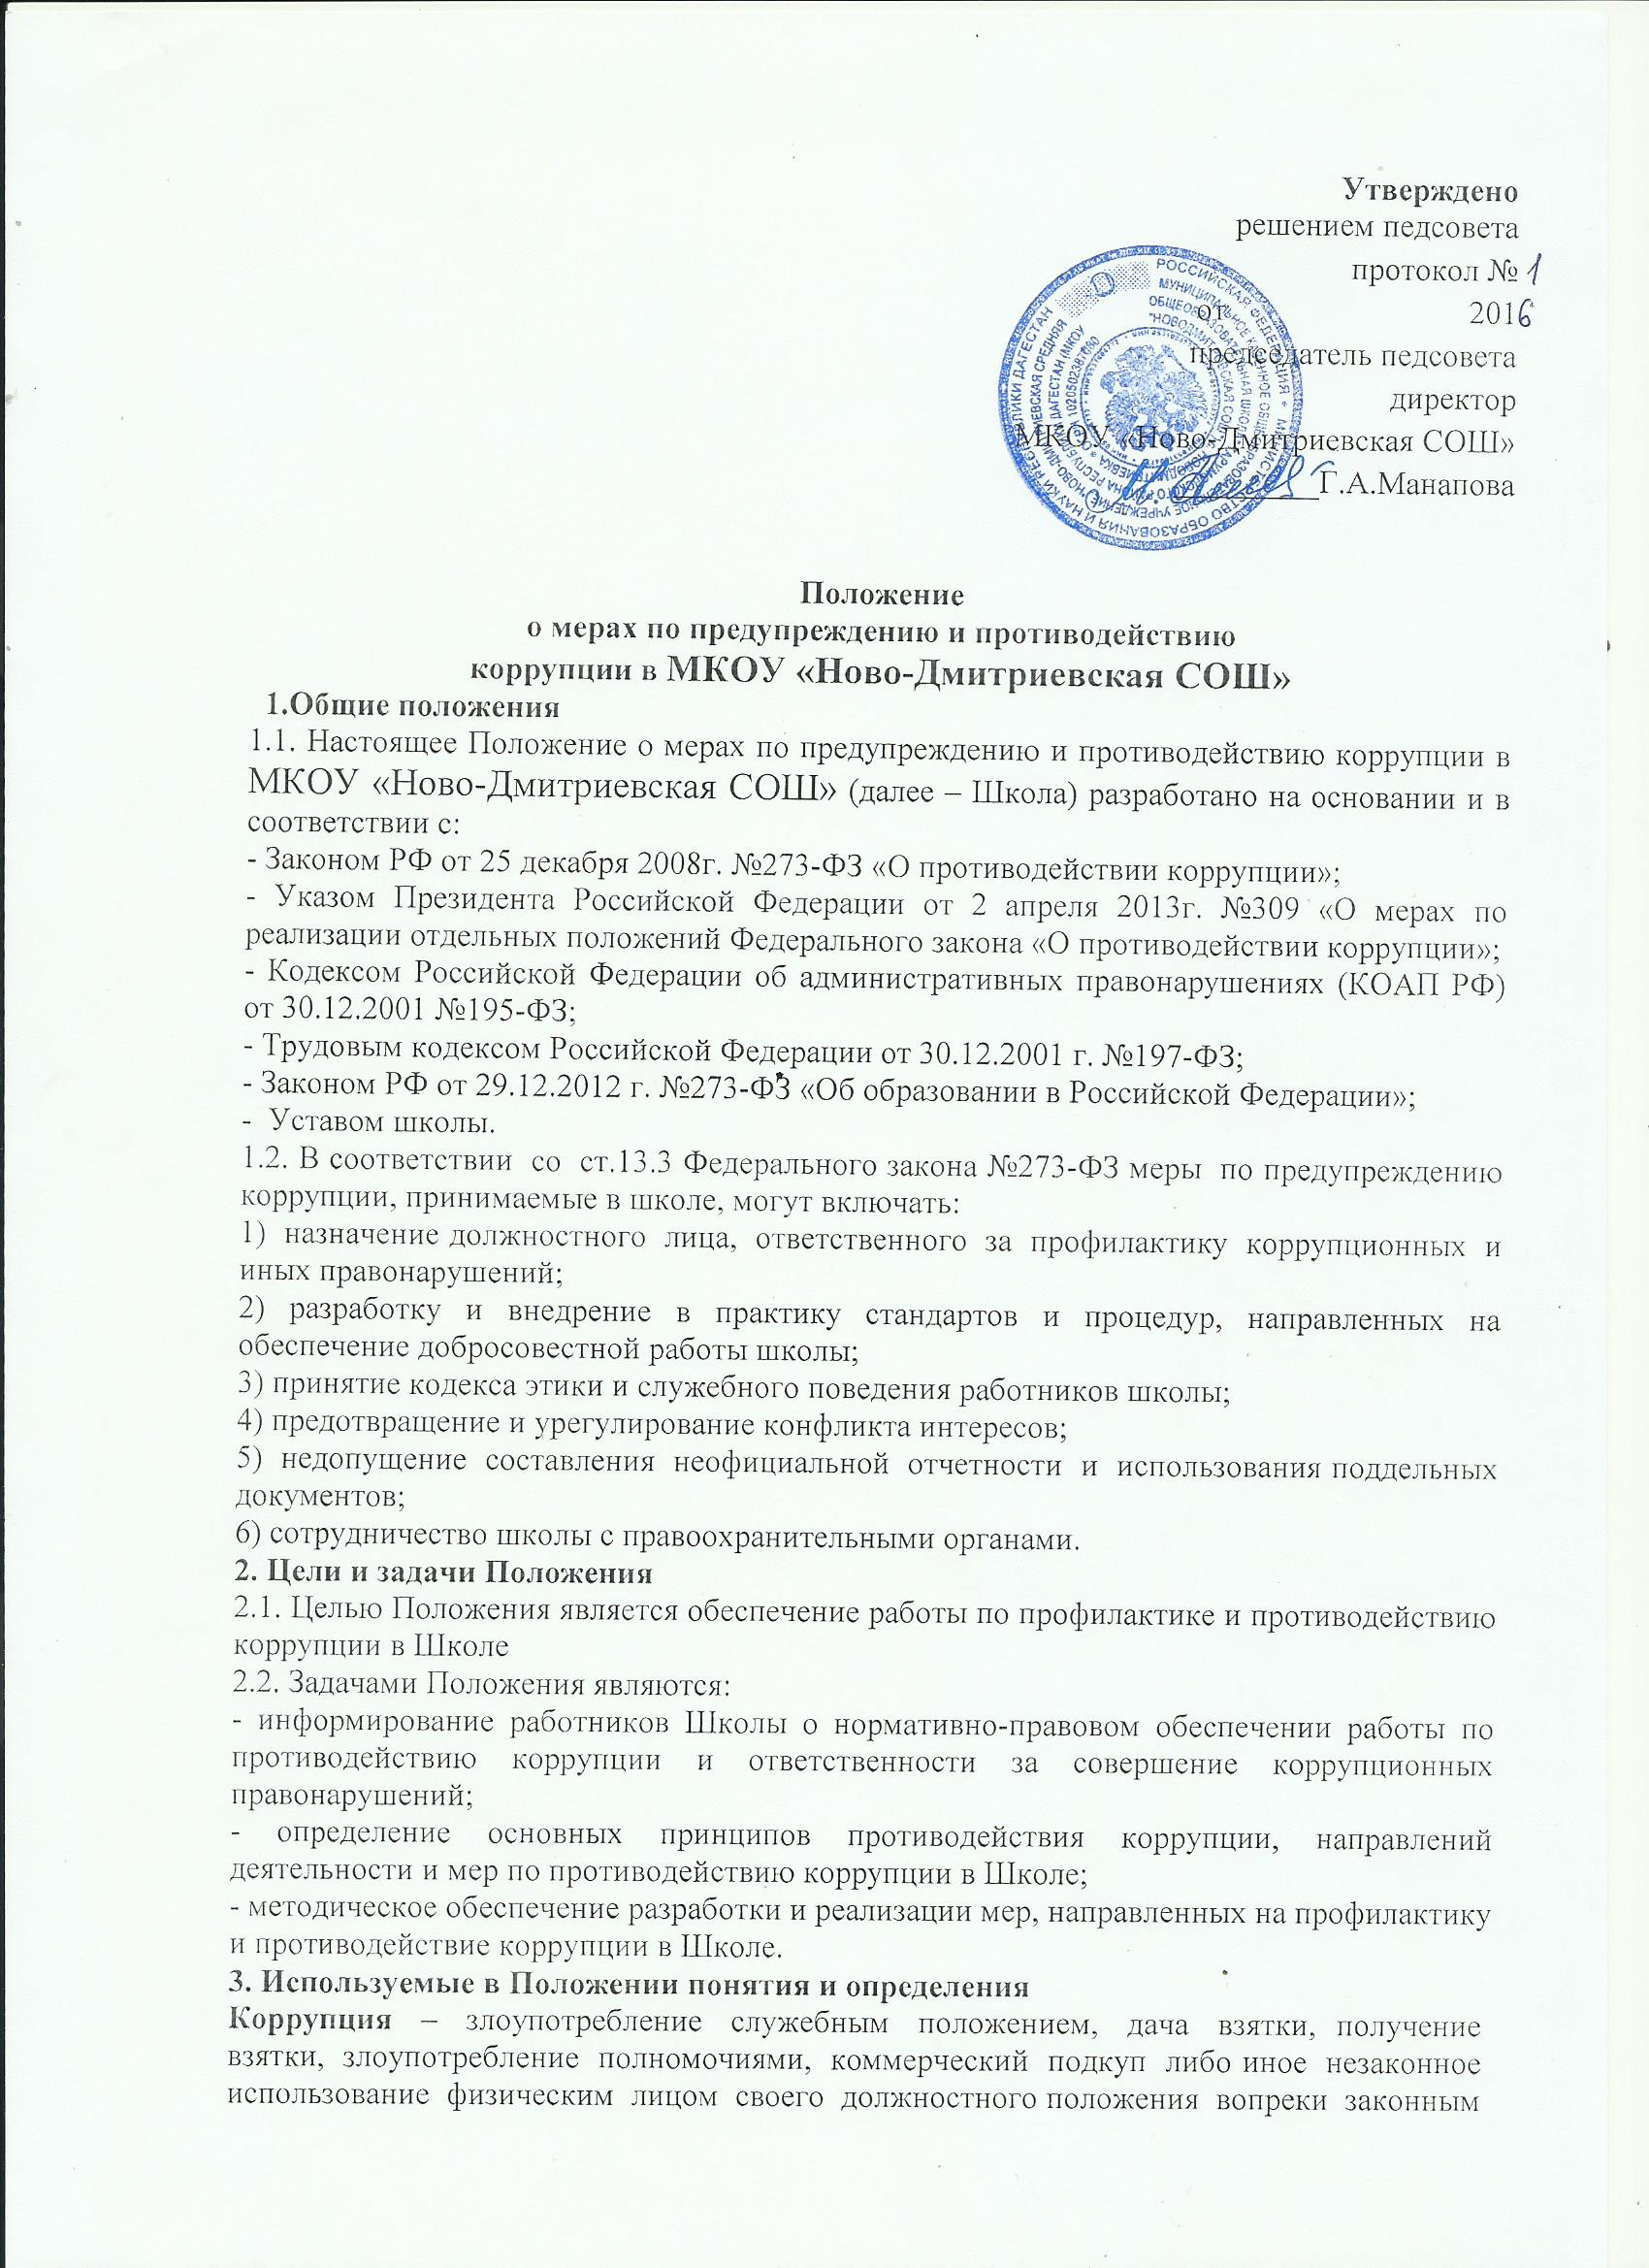 Утверждено
решением педсовета
протокол № 1
от 2016
председатель педсовета
директор
МКОУ «Ново-Дмитриевская СОШ»
Г.А.Манапова
РОССИЙСКАЯ ФЕДЕРАЦИЯ * МИНИСТЕРСТВО ОБРАЗОВАНИЯ И НАУКИ РЕСПУБЛИКИ ДАГЕСТАН
Положение
о мерах по предупреждению и противодействию
коррупции в МКОУ «Ново-Дмитриевская СОШ»
1.Общие положения
1.1. Настоящее Положение о мерах по предупреждению и противодействию коррупции в
МКОУ «Ново-Дмитриевская СОШ» (далее – Школа) разработано на основании и в
соответствии с:
- Законом РФ от 25 декабря 2008г. №273-ФЗ «О противодействии коррупции»;
- Указом Президента Российской Федерации от 2 апреля 2013г. №309 «О мерах по
реализации отдельных положений Федерального закона «О противодействии коррупции»;
- Кодексом Российской Федерации об административных правонарушениях (КОАП РФ)
от 30.12.2001 №195-ФЗ;
- Трудовым кодексом Российской Федерации от 30.12.2001 г. №197-ФЗ;
- Законом РФ от 29.12.2012 г. №273-ФЗ «Об образовании в Российской Федерации»;
- Уставом школы.
1.2. В соответствии со ст.13.3 Федерального закона №273-ФЗ меры по предупреждению
коррупции, принимаемые в школе, могут включать:
1) назначение должностного лица, ответственного за профилактику коррупционных и
иных правонарушений;
2) разработку и внедрение в практику стандартов и процедур, направленных на
обеспечение добросовестной работы школы;
3) принятие кодекса этики и служебного поведения работников школы;
4) предотвращение и урегулирование конфликта интересов;
5) недопущение составления неофициальной отчетности и использования поддельных
документов;
6) сотрудничество школы с правоохранительными органами.
2. Цели и задачи Положения
2.1. Целью Положения является обеспечение работы по профилактике и противодействию
коррупции в Школе
2.2. Задачами Положения являются:
- информирование работников Школы о нормативно-правовом обеспечении работы по
противодействию коррупции и ответственности за совершение коррупционных
правонарушений;
- определение основных принципов противодействия коррупции, направлений
деятельности и мер по противодействию коррупции в Школе;
- методическое обеспечение разработки и реализации мер, направленных на профилактику
и противодействие коррупции в Школе.
3. Используемые в Положении понятия и определения
Коррупция – злоупотребление служебным положением, дача взятки, получение
взятки, злоупотребление полномочиями, коммерческий подкуп либо иное незаконное
использование физическим лицом своего должностного положения вопреки законным